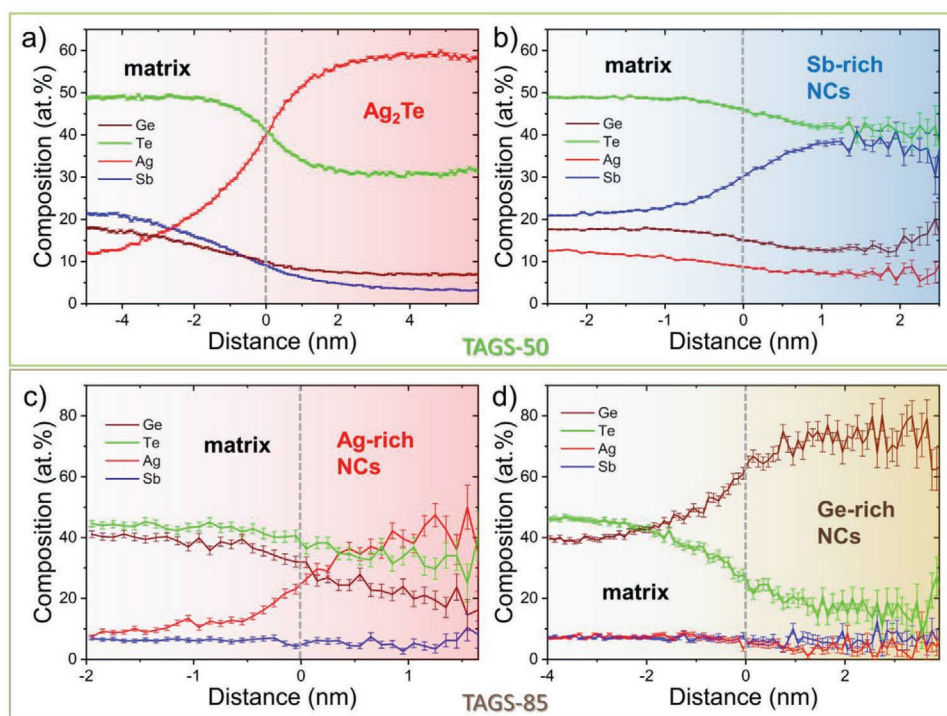 a)
matrix
Ag₂Te
Ge
Te
Ag
Sb
Composition (at.%)
60
50
40
30
20
10
0
-4 -2 0 2 4
Distance (nm)
b)
Sb-rich
NCs
Ge
Te
Ag
Sb
Composition (at.%)
60
50
40
30
20
10
0
-2 -1 0 1 2
Distance (nm)
TAGS-50
c)
matrix
Ag-rich
NCs
Ge
Te
Ag
Sb
Composition (at.%)
80
60
40
20
0
-2 -1 0 1
Distance (nm)
d)
Ge-rich
NCs
matrix
Ge
Te
Ag
Sb
Composition (at.%)
80
60
40
20
0
-4 -2 0 2
Distance (nm)
TAGS-85